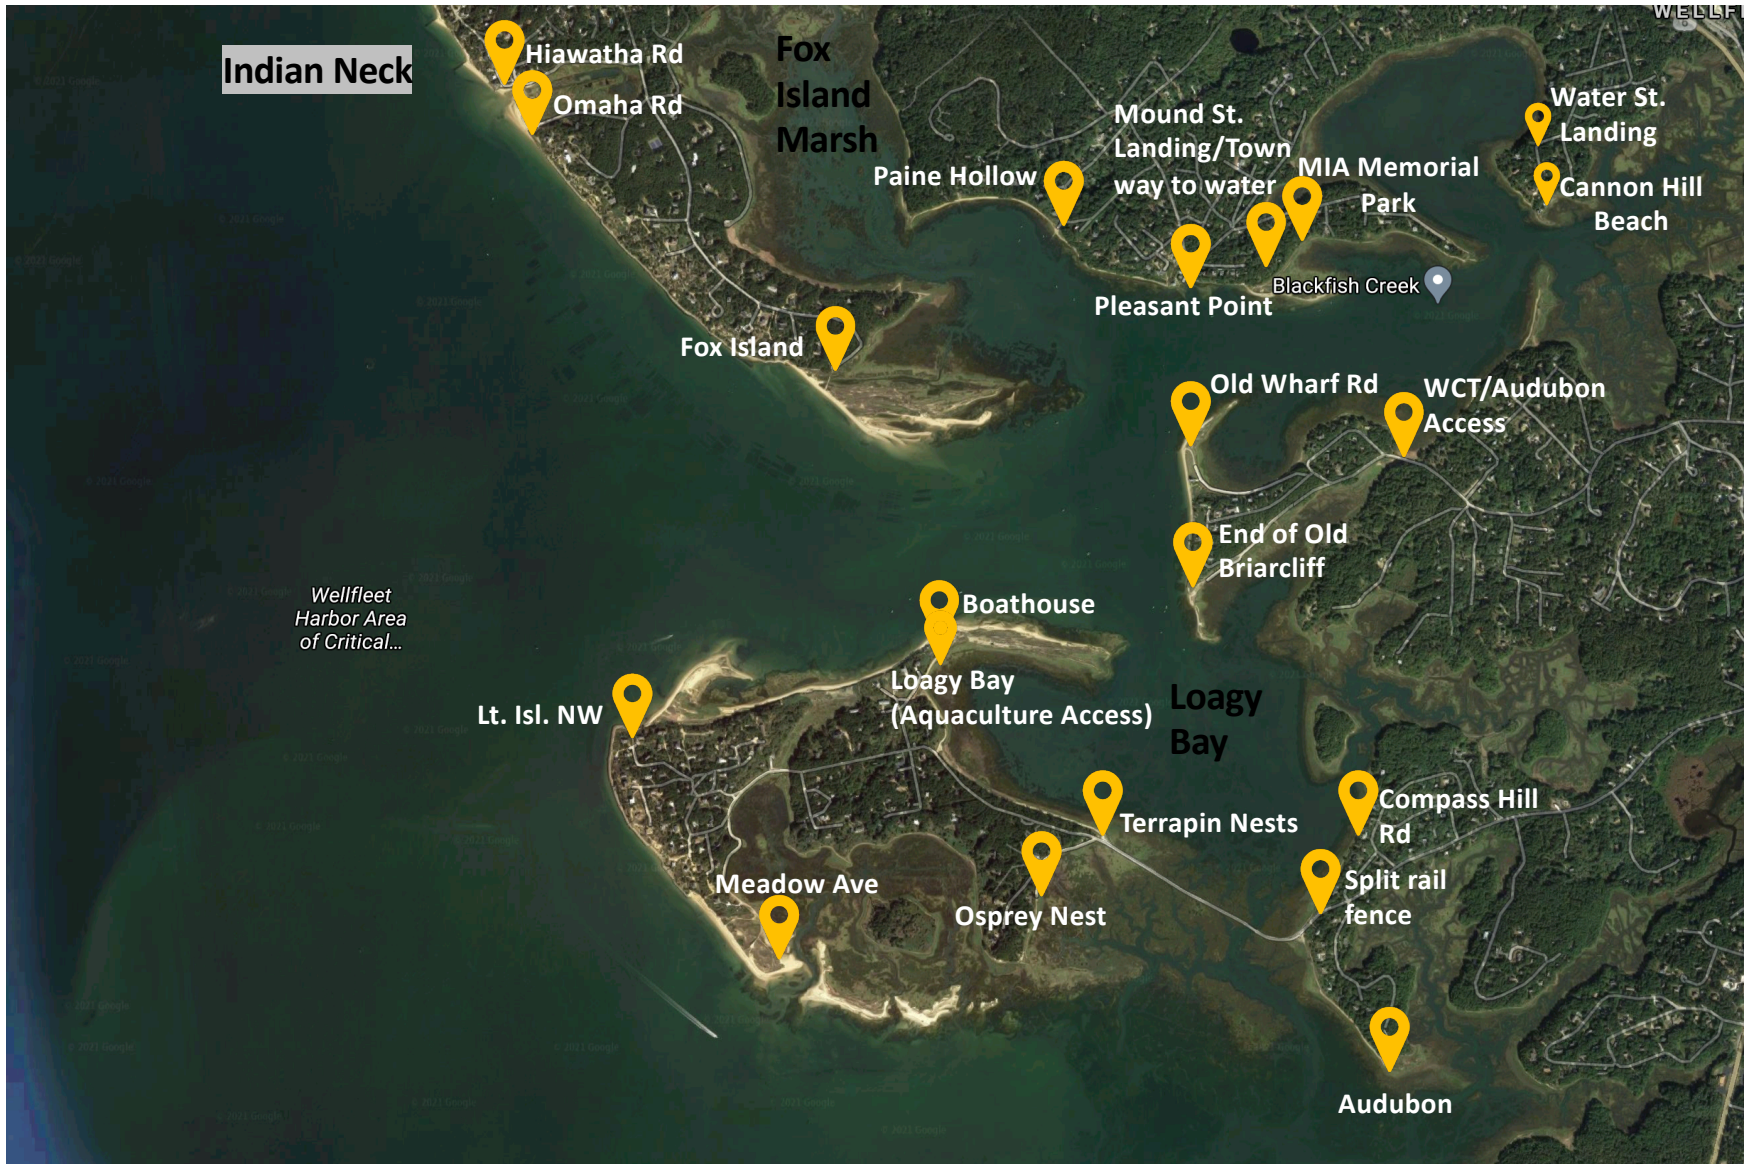 WELLF
Indian Neck
Hiawatha Rd
Omaha Rd
Fox
Island
Marsh
Mound St.
Landing/Town
way to water
Paine Hollow
MIA Memorial
Park
Water St.
Landing
Cannon Hill
Beach
Pleasant Point
Blackfish Creek
Fox Island
Old Wharf Rd
WCT/Audubon
Access
End of Old
Briarcliff
Wellfleet
Harbor Area
of Critical...
Boathouse
Loagy Bay
(Aquaculture Access)
Loagy
Bay
Lt. Isl. NW
Terrapin Nests
Compass Hill
Rd
Meadow Ave
Osprey Nest
Split rail
fence
Audubon
© 2021 Google